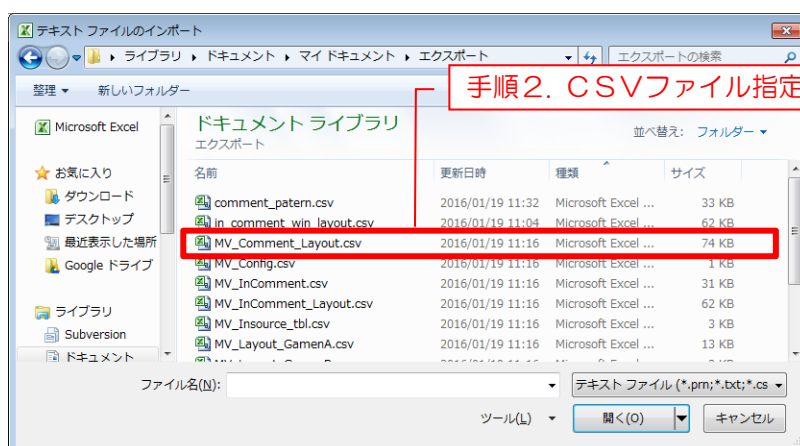 テキスト ファイルのインポート
ライブラリ ▸ ドキュメント ▸ マイ ドキュメント ▸ エクスポート
エクスポートの検索
整理 ▼ 新しいフォルダー
手順2. CSVファイル指定
Microsoft Excel
お気に入り
ダウンロード
デスクトップ
最近表示した場所
Google ドライブ
ライブラリ
Subversion
ドキュメント
ドキュメント ライブラリ
エクスポート
並べ替え: フォルダー ▼
名前 更新日時 種類 サイズ
comment_patern.csv 2016/01/19 11:32 Microsoft Excel ... 33 KB
in_comment_win_layout.csv 2016/01/19 11:04 Microsoft Excel ... 62 KB
MV_Comment_Layout.csv 2016/01/19 11:16 Microsoft Excel ... 74 KB
MV_Config.csv 2016/01/19 11:16 Microsoft Excel ... 1 KB
MV_InComment.csv 2016/01/19 11:16 Microsoft Excel ... 31 KB
MV_InComment_Layout.csv 2016/01/19 11:16 Microsoft Excel ... 62 KB
MV_Insource_tbl.csv 2016/01/19 11:16 Microsoft Excel ... 3 KB
MV_Layout_GamenA.csv 2016/01/19 11:16 Microsoft Excel ... 13 KB
ファイル名(N):
テキスト ファイル (*.prn;*.txt;*.cs
ツール(L) 開く(O) キャンセル